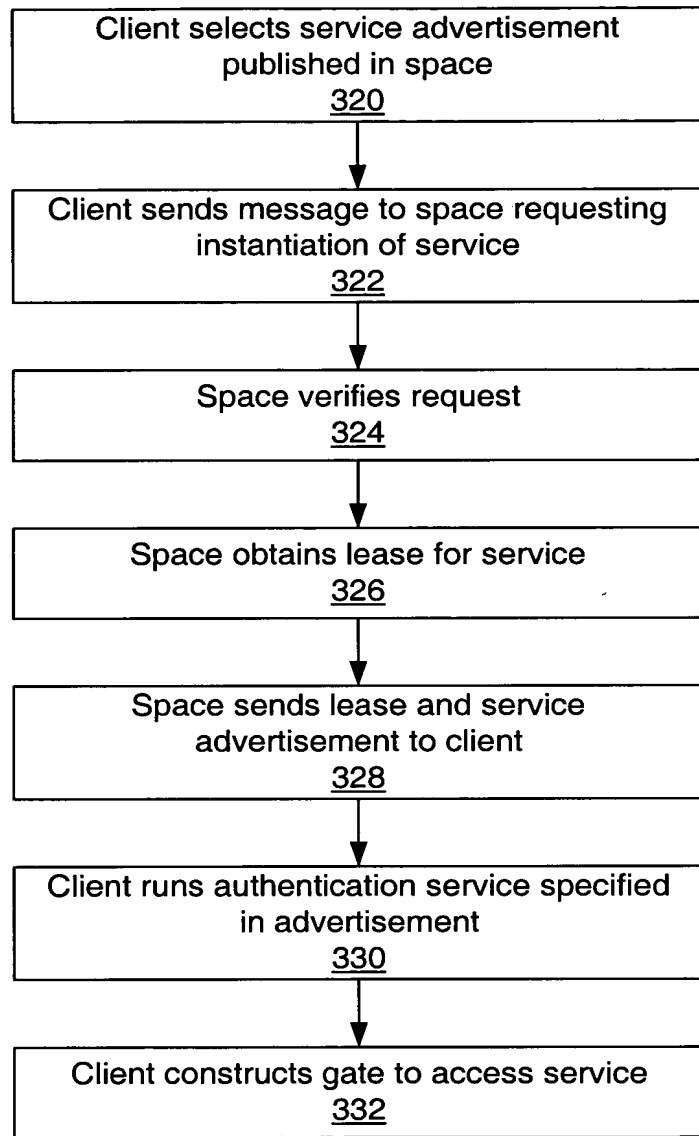 Client selects service advertisement
published in space
320
Client sends message to space requesting
instantiation of service
322
Space verifies request
324
Space obtains lease for service
326
Space sends lease and service
advertisement to client
328
Client runs authentication service specified
in advertisement
330
Client constructs gate to access service
332